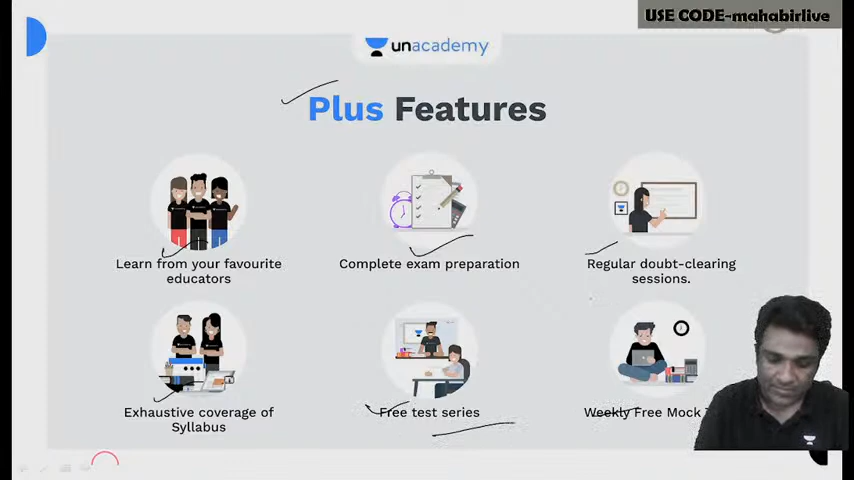 USE CODE-mahabirlive
unacademy
Plus Features
Learn from your favourite
educators
Complete exam preparation
Regular doubt-clearing
sessions.
Exhaustive coverage of
Syllabus
Free test series
Weekly Free Mock